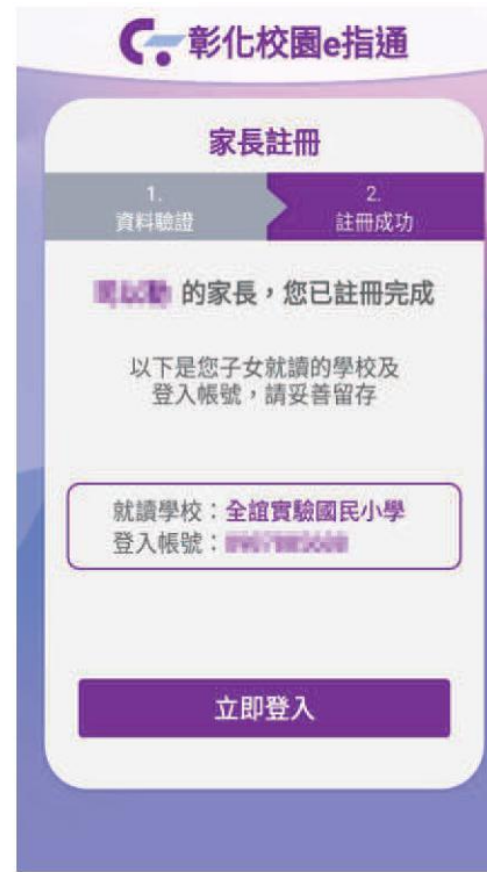 彰化校園e指通
家長註冊
1.
資料驗證
2.
註冊成功
的家長，您已註冊完成
以下是您子女就讀的學校及
登入帳號，請妥善留存
就讀學校：全誼實驗國民小學
登入帳號：
立即登入